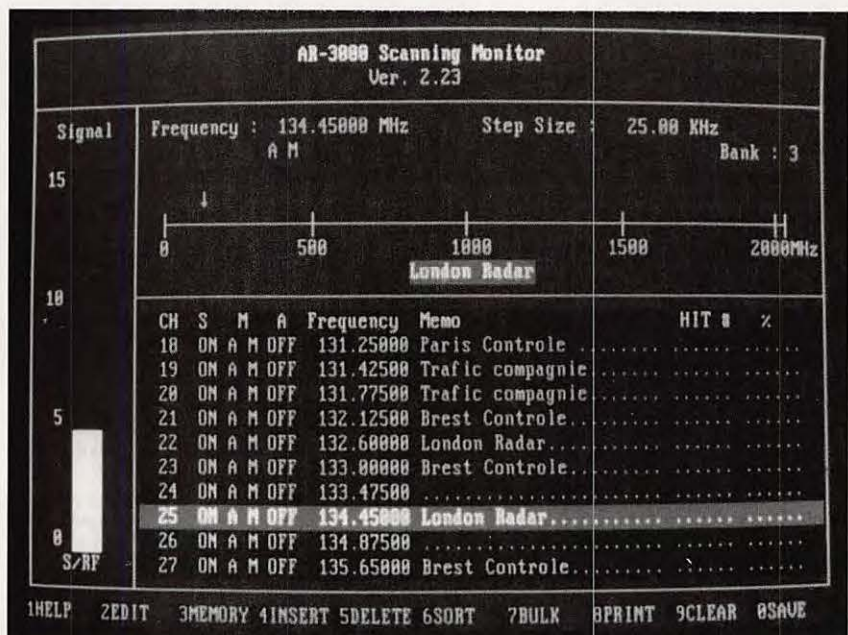 AR-3000 Scanning Monitor
Ver. 2.23
Signal
Frequency : 134.45000 MHz Step Size : 25.00 KHz
A M Bank : 3
15
0 500 1000 1500 2000MHz
London Radar
10
CH S M A Frequency Memo HIT # %
18 ON A M OFF 131.25000 Paris Controle ....... ...... ......
19 ON A M OFF 131.42500 Trafic compagnie..... ...... ......
20 ON A M OFF 131.77500 Trafic compagnie..... ...... ......
5
21 ON A M OFF 132.12500 Brest Controle....... ...... ......
22 ON A M OFF 132.60000 London Radar......... ...... ......
23 ON A M OFF 133.00000 Brest Controle....... ...... ......
24 ON A M OFF 133.47500 ..................... ...... ......
25 ON A M OFF 134.45000 London Radar......... ...... ......
0
26 ON A M OFF 134.87500 ..................... ...... ......
S/RF
27 ON A M OFF 135.65000 Brest Controle....... ...... ......
1HELP 2EDIT 3MEMORY 4INSERT 5DELETE 6SORT 7BULK 8PRINT 9CLEAR 0SAVE